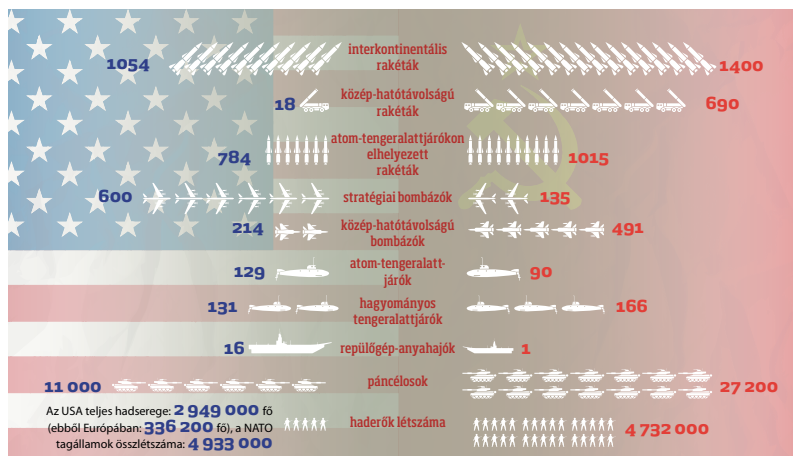 interkontinentális
rakéták
1054
1400
közép-hatótávolságú
rakéták
18
690
atom-tengeralattjárókon
elhelyezett
rakéták
784
1015
600
stratégiai bombázók
135
214
közép-hatótávolságú
bombázók
491
129
atom-tengeralatt-
járók
90
131
hagyományos
tengeralattjárók
166
16
repülőgép-anyahajók
1
11 000
páncélosok
27 200
Az USA teljes hadserege: 2 949 000 fő
(ebből Európában: 336 200 fő), a NATO
tagállamok összlétszáma: 4 933 000
haderők létszáma
4 732 000